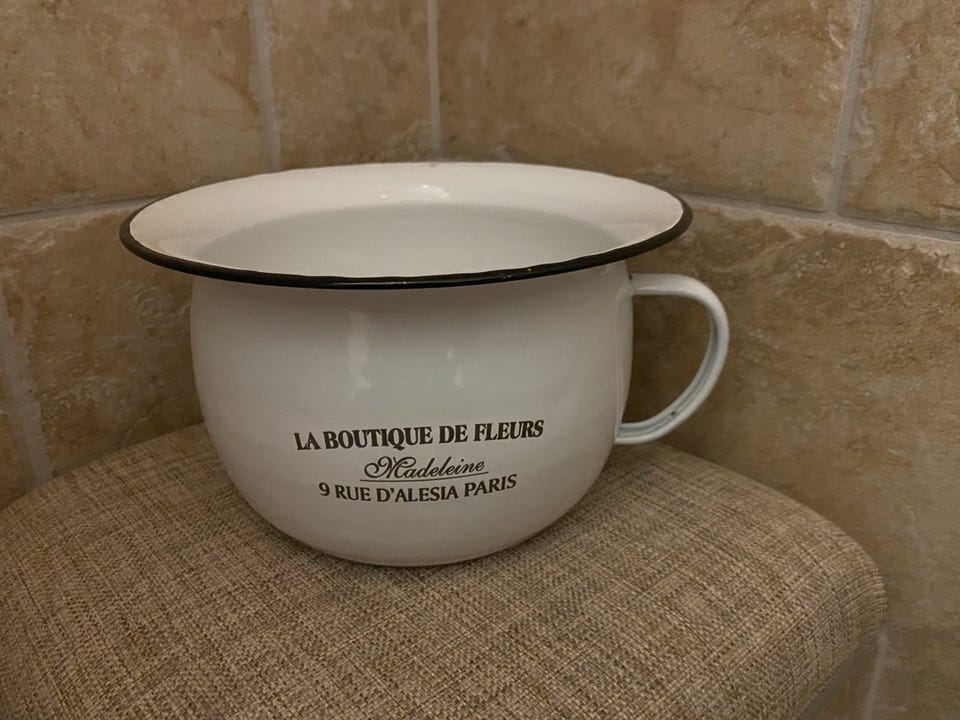 LA BOUTIQUE DE FLEURS
Madeleine
9 RUE D'ALESIA PARIS